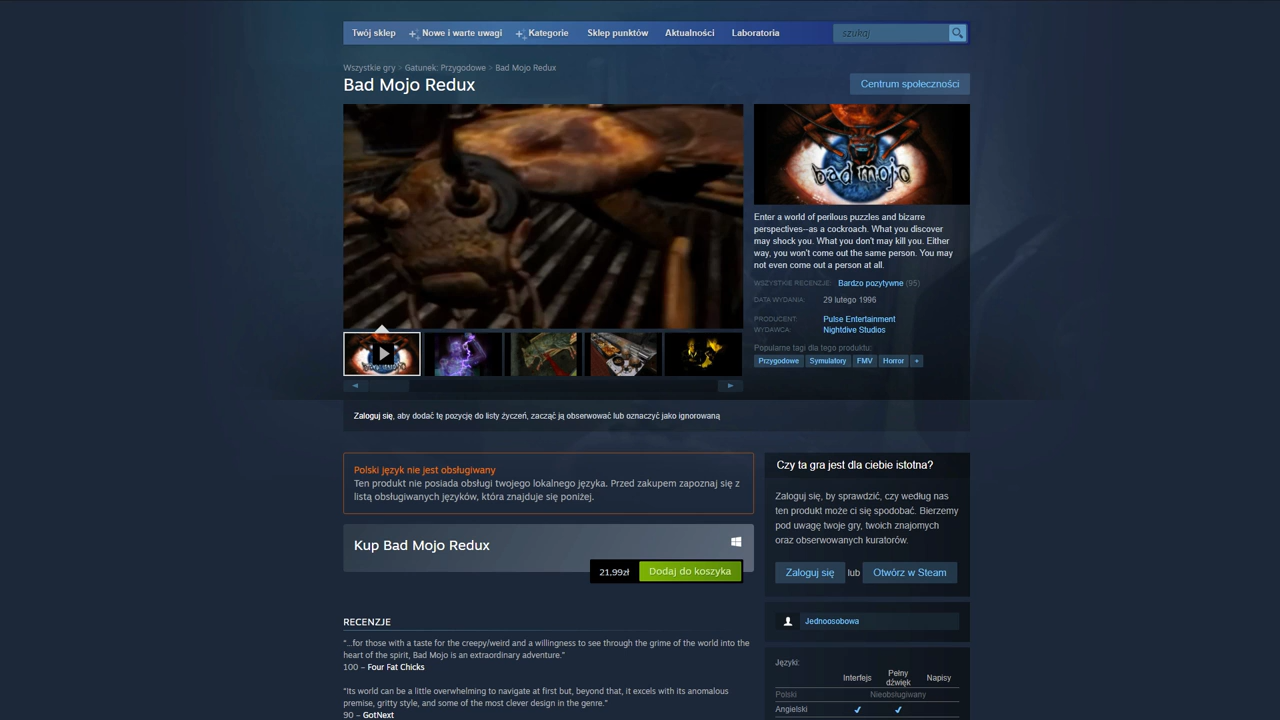 Twój sklep Nowe i warte uwagi Kategorie Sklep punktów Aktualności Laboratoria szukaj
Wszystkie gry > Gatunek: Przygodowe > Bad Mojo Redux
Bad Mojo Redux
Centrum społeczności
bad mojo
Enter a world of perilous puzzles and bizarre
perspectives--as a cockroach. What you discover
may shock you. What you don't may kill you. Either
way, you won't come out the same person. You may
not even come out a person at all.
WSZYSTKIE RECENZJE: Bardzo pozytywne (95)
DATA WYDANIA: 29 lutego 1996
PRODUCENT: Pulse Entertainment
WYDAWCA: Nightdive Studios
Popularne tagi dla tego produktu:
Przygodowe Symulatory FMV Horror +
bad mojo
Zaloguj się, aby dodać tę pozycję do listy życzeń, zacząć ją obserwować lub oznaczyć jako ignorowaną
Polski język nie jest obsługiwany
Ten produkt nie posiada obsługi twojego lokalnego języka. Przed zakupem zapoznaj się z
listą obsługiwanych języków, która znajduje się poniżej.
Kup Bad Mojo Redux
21,99zł Dodaj do koszyka
RECENZJE
"...for those with a taste for the creepy/weird and a willingness to see through the grime of the world into the
heart of the spirit, Bad Mojo is an extraordinary adventure."
100 – Four Fat Chicks
"Its world can be a little overwhelming to navigate at first but, beyond that, it excels with its anomalous
premise, gritty style, and some of the most clever design in the genre."
90 – GotNext
Czy ta gra jest dla ciebie istotna?
Zaloguj się, by sprawdzić, czy według nas
ten produkt może ci się spodobać. Bierzemy
pod uwagę twoje gry, twoich znajomych
oraz obserwowanych kuratorów.
Zaloguj się lub Otwórz w Steam
Jednoosobowa
Języki:
Interfejs Pełny dźwięk Napisy
Polski Nieobsługiwany
Angielski ✔ ✔